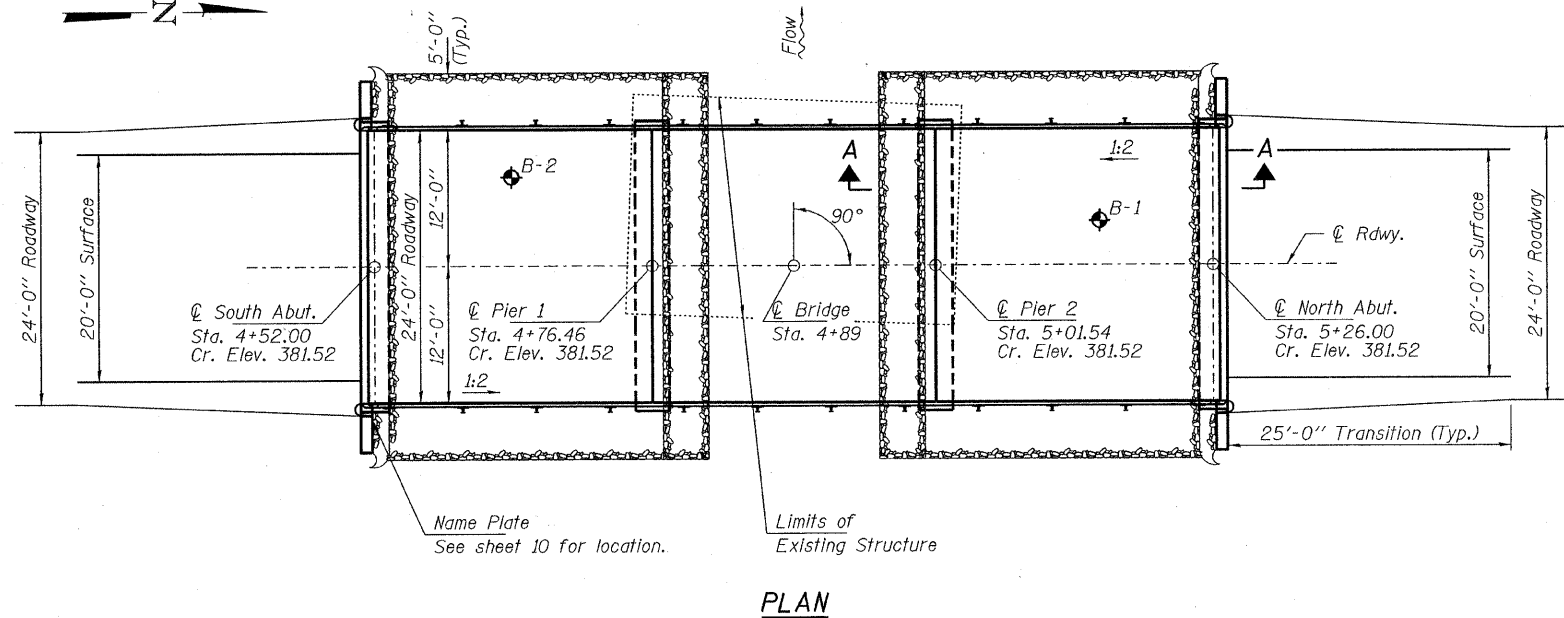 N
5'-0"
(Typ.)
Flow
24'-0" Roadway
20'-0" Surface
12'-0"
24'-0" Roadway
12'-0"
B-2
A
A
1:2
B-1
90°
℄ Rdwy.
20'-0" Surface
24'-0" Roadway
℄ South Abut.
Sta. 4+52.00
Cr. Elev. 381.52
℄ Pier 1
Sta. 4+76.46
Cr. Elev. 381.52
℄ Bridge
Sta. 4+89
℄ Pier 2
Sta. 5+01.54
Cr. Elev. 381.52
℄ North Abut.
Sta. 5+26.00
Cr. Elev. 381.52
1:2
25'-0" Transition (Typ.)
Name Plate
See sheet 10 for location.
Limits of
Existing Structure
PLAN